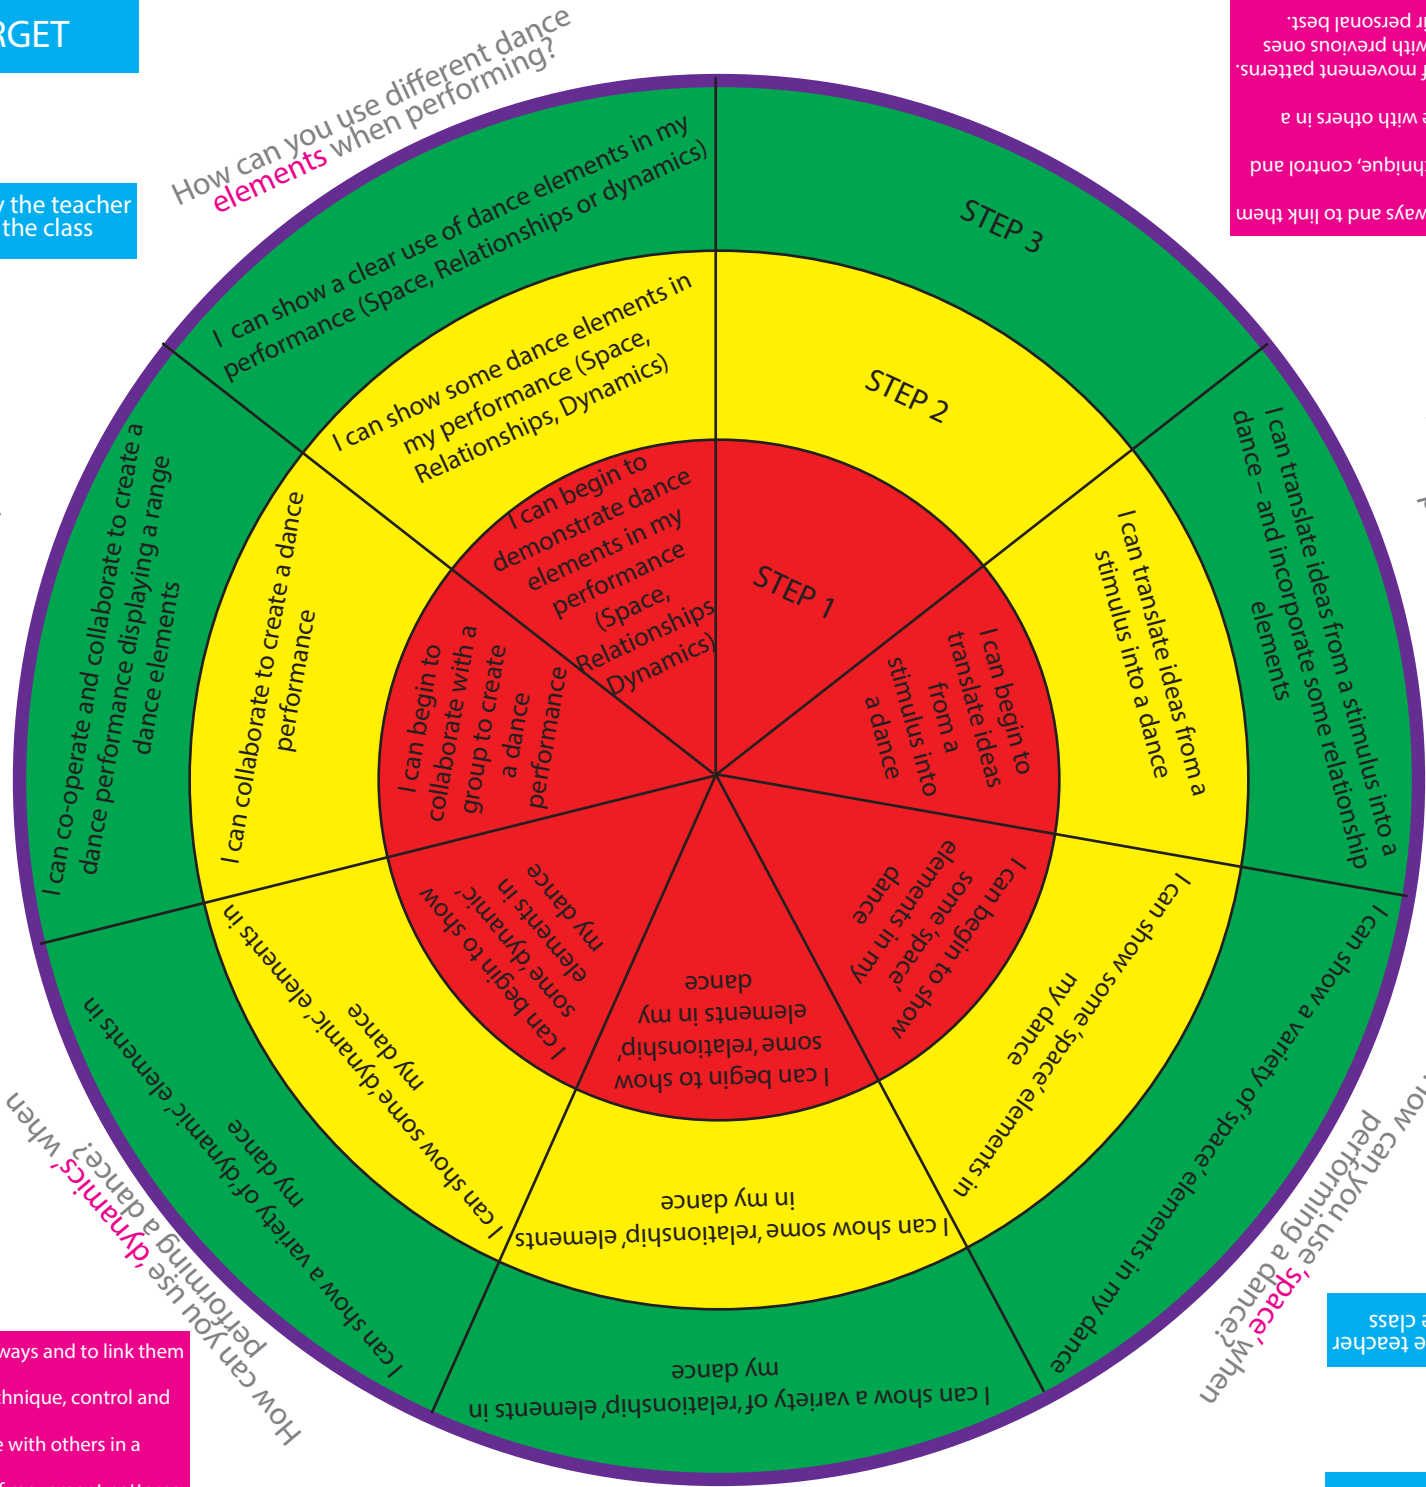 RGET
How can you use different dance
elements when performing?
the teacher
the class
r personal best.
with previous ones
movement patterns.
with others in a
control and
ways and to link them
STEP 3
STEP 2
STEP 1
I can translate ideas from a stimulus into a
dance – and incorporate some relationship
elements
I can translate ideas from a
stimulus into a dance
I can begin to
translate ideas
from a
stimulus into
a dance
I can show a variety of 'space' elements in my dance
I can show some 'space' elements in
my dance
I can begin to show
some 'space'
elements in my
dance
I can show a variety of 'relationship' elements in
my dance
I can show some 'relationship' elements
in my dance
I can begin to show
some 'relationship'
elements in my
dance
I can show a variety of 'dynamic' elements in
my dance
I can show some 'dynamic' elements in
my dance
I can begin to show
some 'dynamic'
elements in
my dance
I can co-operate and collaborate to create a
dance performance displaying a range
dance elements
I can collaborate to create a dance
performance
I can begin to
collaborate with a
group to create
a dance
performance
I can show a clear use of dance elements in my
performance (Space, Relationships or dynamics)
I can show some dance elements in
my performance (Space,
Relationships, Dynamics)
I can begin to
demonstrate dance
elements in my
performance
(Space,
Relationships
Dynamics)
How can you use 'dynamics' when
performing a dance?
How can you use 'space' when
performing a dance?
ways and to link them
hnique, control and
with others in a
e teacher
class